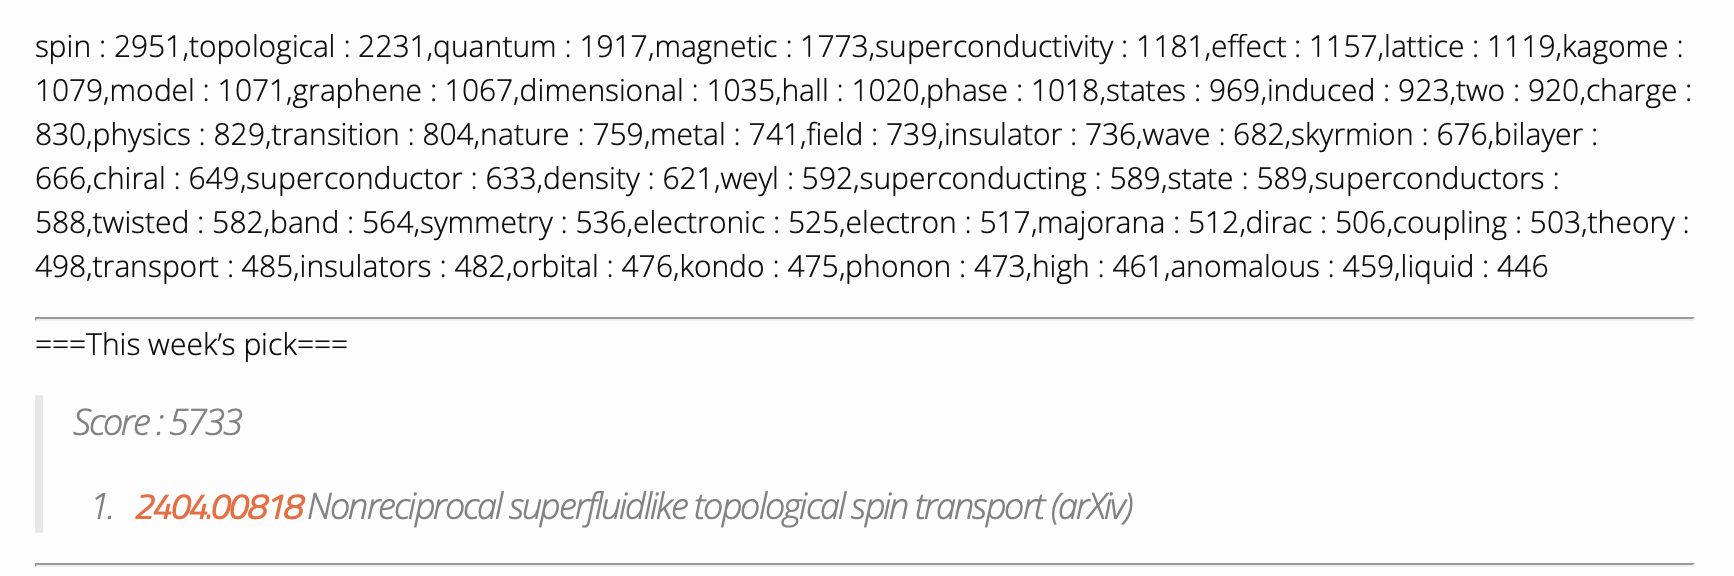 spin : 2951,topological : 2231,quantum : 1917,magnetic : 1773,superconductivity : 1181,effect : 1157,lattice : 1119,kagome :
1079,model : 1071,graphene : 1067,dimensional : 1035,hall : 1020,phase : 1018,states : 969,induced : 923,two : 920,charge :
830,physics : 829,transition : 804,nature : 759,metal : 741,field : 739,insulator : 736,wave : 682,skyrmion : 676,bilayer :
666,chiral : 649,superconductor : 633,density : 621,weyl : 592,superconducting : 589,state : 589,superconductors :
588,twisted : 582,band : 564,symmetry : 536,electronic : 525,electron : 517,majorana : 512,dirac : 506,coupling : 503,theory :
498,transport : 485,insulators : 482,orbital : 476,kondo : 475,phonon : 473,high : 461,anomalous : 459,liquid : 446
===This week’s pick===
Score : 5733
1. 2404.00818 Nonreciprocal superfluidlike topological spin transport (arXiv)